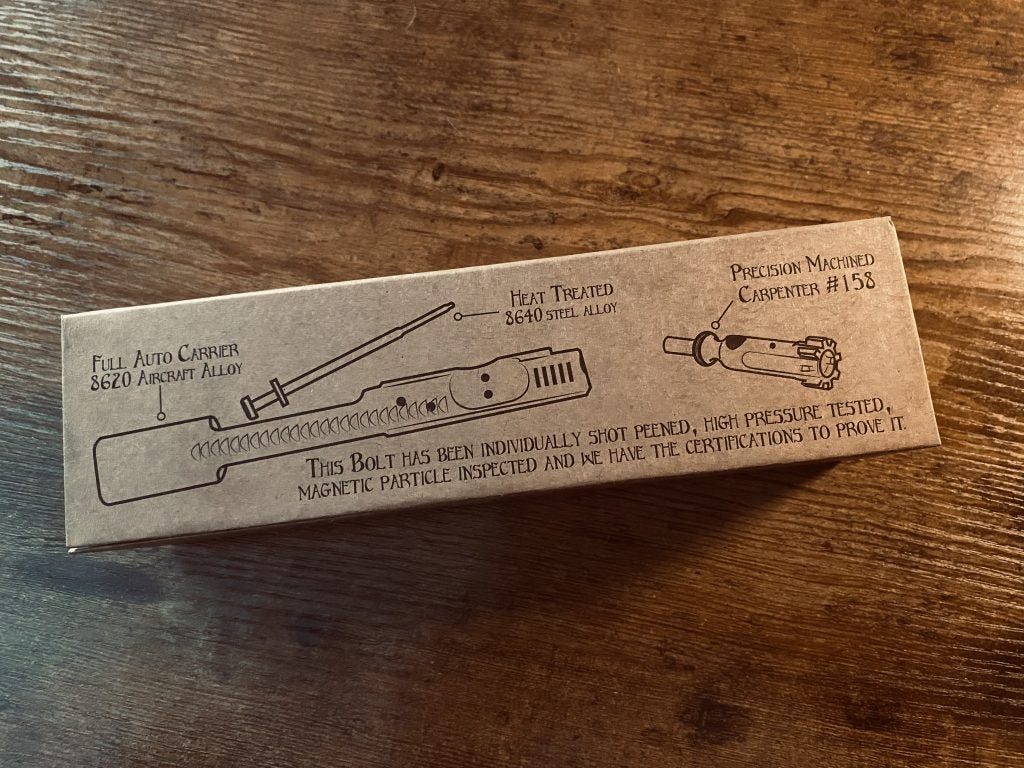 Precision Machined
Carpenter #158
Heat Treated
8640 steel alloy
Full Auto Carrier
8620 Aircraft Alloy
This Bolt has been individually shot peened, high pressure tested,
magnetic particle inspected and we have the certifications to prove it.